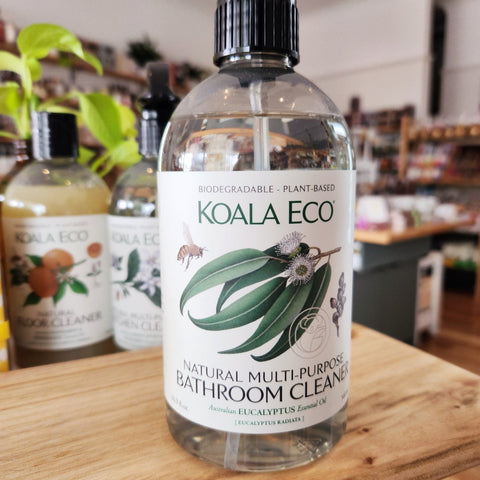 BIODEGRADABLE - PLANT-BASED
KOALA ECO®
NATURAL MULTI-PURPOSE
BATHROOM CLEANER
Australian EUCALYPTUS Essential Oil
[EUCALYPTUS RADIATA]
KOALA ECO
NATURAL
FLOOR CLEANER
KOALA ECO